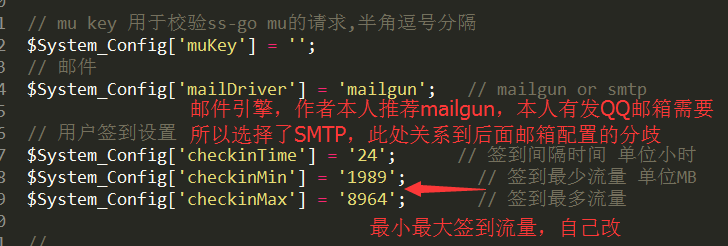 // mu key 用于校验ss-go mu的请求,半角逗号分隔
$System_Config['muKey'] = '';
// 邮件
$System_Config['mailDriver'] = 'mailgun';   // mailgun or smtp
邮件引擎，作者本人推荐mailgun，本人有发QQ邮箱需要
// 用户签到设置
所以选择了SMTP，此处关系到后面邮箱配置的分歧
$System_Config['checkinTime'] = '24';      // 签到间隔时间 单位小时
$System_Config['checkinMin'] = '1989';       // 签到最少流量 单位MB
$System_Config['checkinMax'] = '8964';       // 签到最多流量
最小最大签到流量，自己改
//